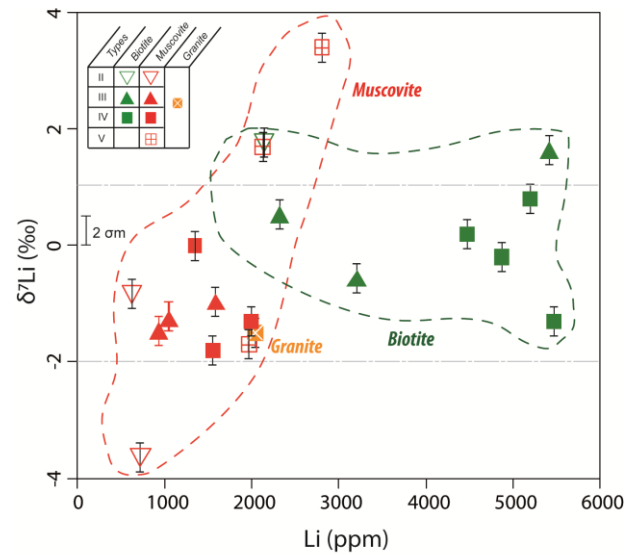 Types Biotite Muscovite Granite
II
III
IV
V
4
2
0
-2
-4
δ⁷Li (‰)
2 σm
Muscovite
Granite
Biotite
0 1000 2000 3000 4000 5000 6000
Li (ppm)